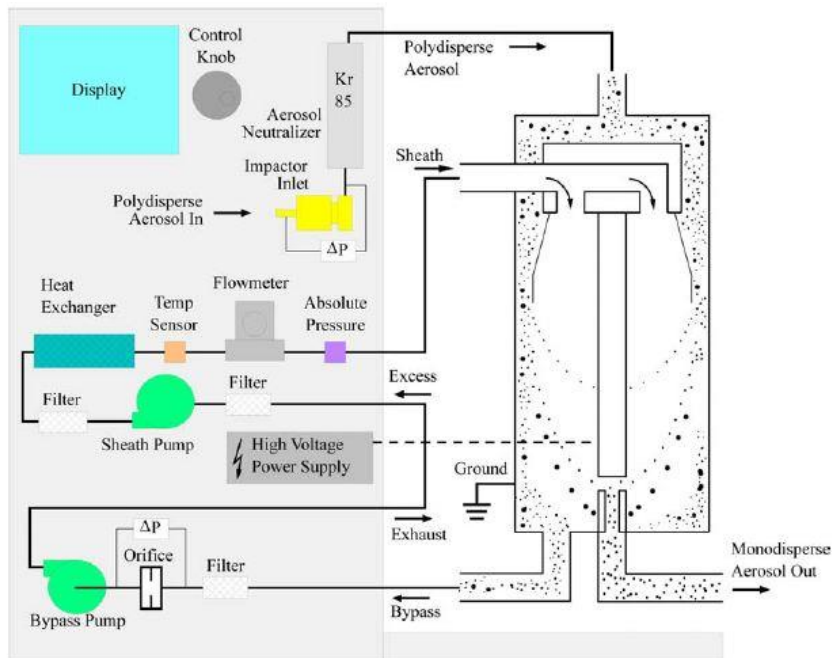 Display
Control
Knob
Polydisperse
Aerosol
Kr
85
Aerosol
Neutralizer
Impactor
Inlet
Polydisperse
Aerosol In
ΔP
Sheath
Heat
Exchanger
Temp
Sensor
Flowmeter
Absolute
Pressure
Filter
Sheath Pump
Filter
Excess
High Voltage
Power Supply
Ground
ΔP
Orifice
Filter
Exhaust
Bypass Pump
Bypass
Monodisperse
Aerosol Out